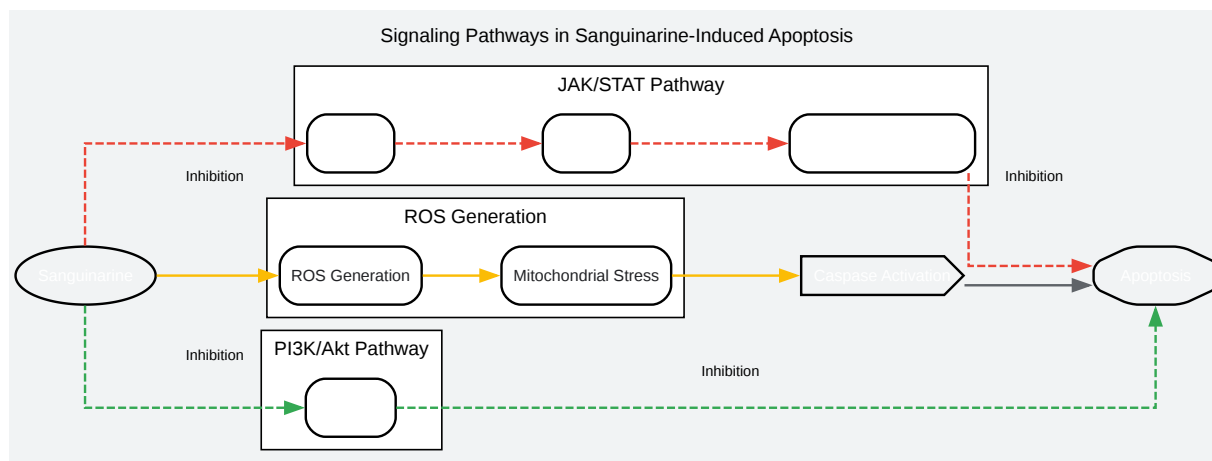 Signaling Pathways in Sanguinarine-Induced Apoptosis
JAK/STAT Pathway
Inhibition
Inhibition
ROS Generation
Sanguinarine
ROS Generation
Mitochondrial Stress
Caspase Activation
Apoptosis
Inhibition
PI3K/Akt Pathway
Inhibition